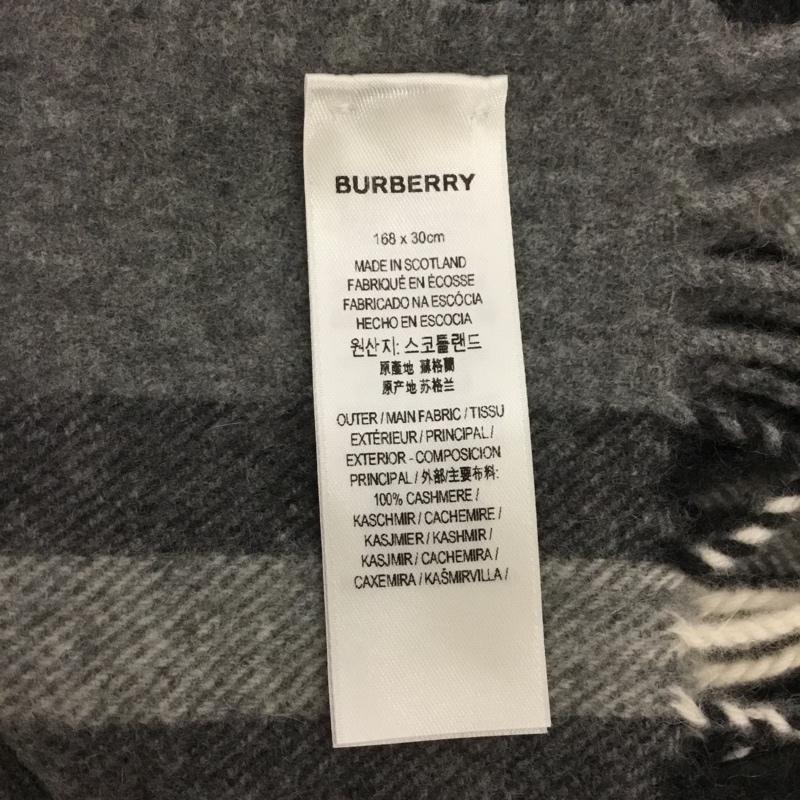 BURBERRY
168 x 30cm
MADE IN SCOTLAND
FABRIQUÉ EN ÉCOSSE
FABRICADO NA ESCÓCIA
HECHO EN ESCOCIA
원산지: 스코틀랜드
原產地 蘇格蘭
原产地 苏格兰
OUTER / MAIN FABRIC / TISSU
EXTÉRIEUR / PRINCIPAL /
EXTERIOR - COMPOSICION
PRINCIPAL / 外部/主要布料:
100% CASHMERE /
KASCHMIR / CACHEMIRE /
KASJMIER / KASHMIR /
KASJMIR / CACHEMIRA /
CAXEMIRA / KAŠMIRVILLA /